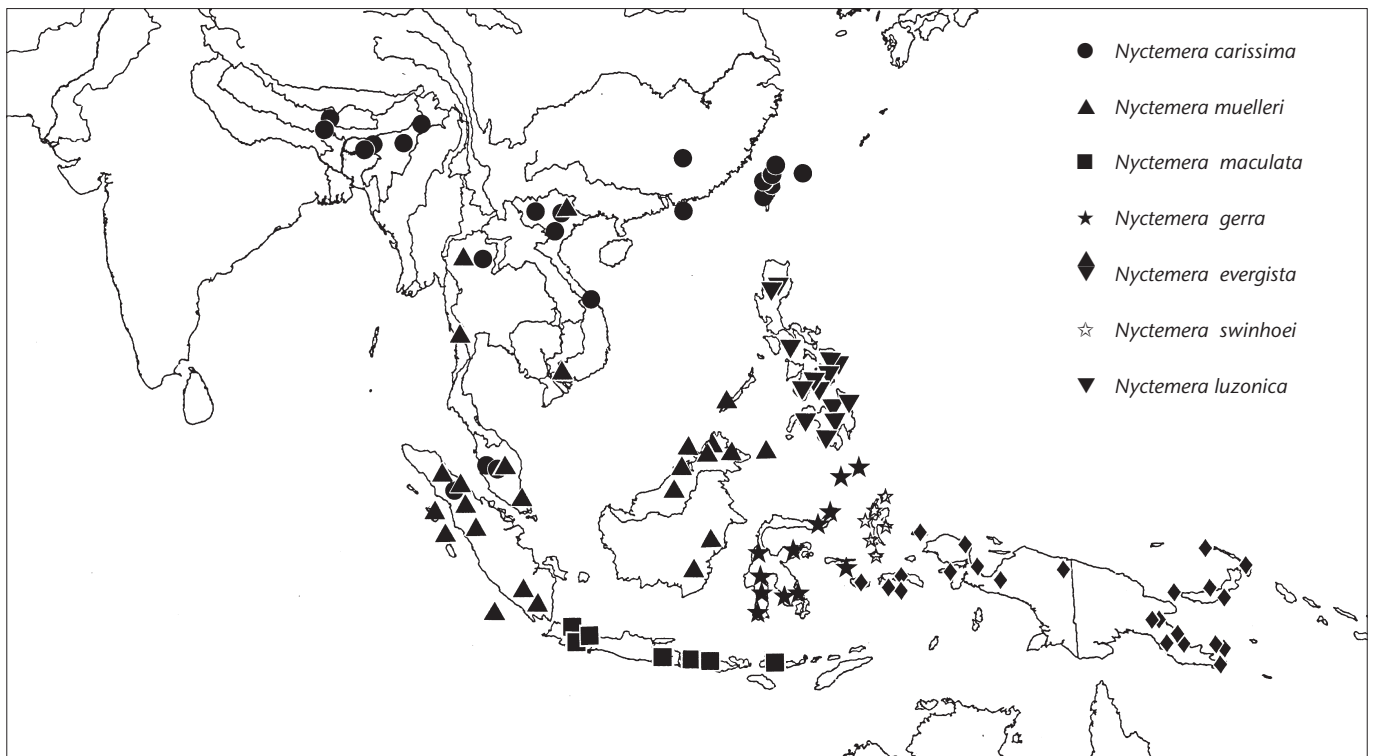 Nyctemera carissima
Nyctemera muelleri
Nyctemera maculata
Nyctemera gerra
Nyctemera evergista
Nyctemera swinhoei
Nyctemera luzonica